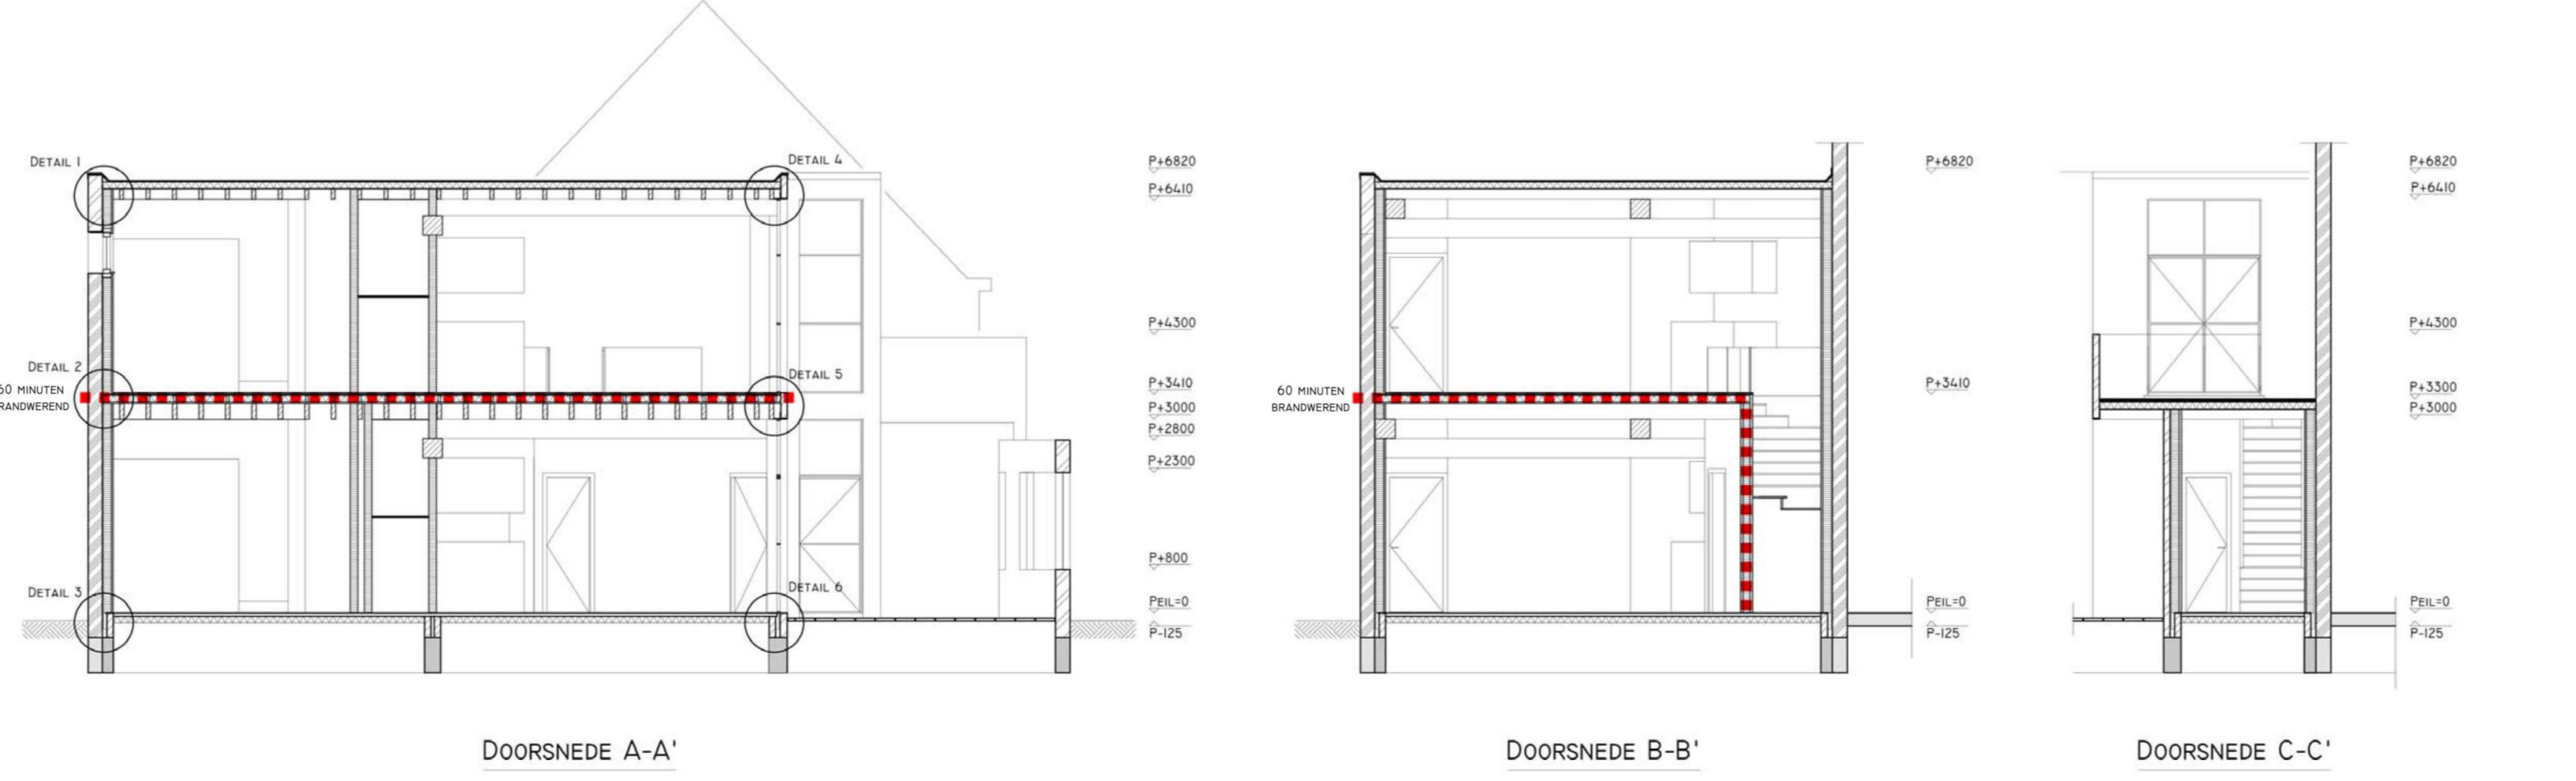 Detail 1
Detail 4
P+6820
P+6410
P+4300
Detail 2
60 minuten
brandwerend
Detail 5
P+3410
P+3000
P+2800
P+2300
P+800
Detail 3
Detail 6
Peil=0
P-125
Doorsnede A-A'
P+6820
60 minuten
brandwerend
P+3410
Peil=0
P-125
Doorsnede B-B'
P+6820
P+6410
P+4300
P+3300
P+3000
Peil=0
P-125
Doorsnede C-C'